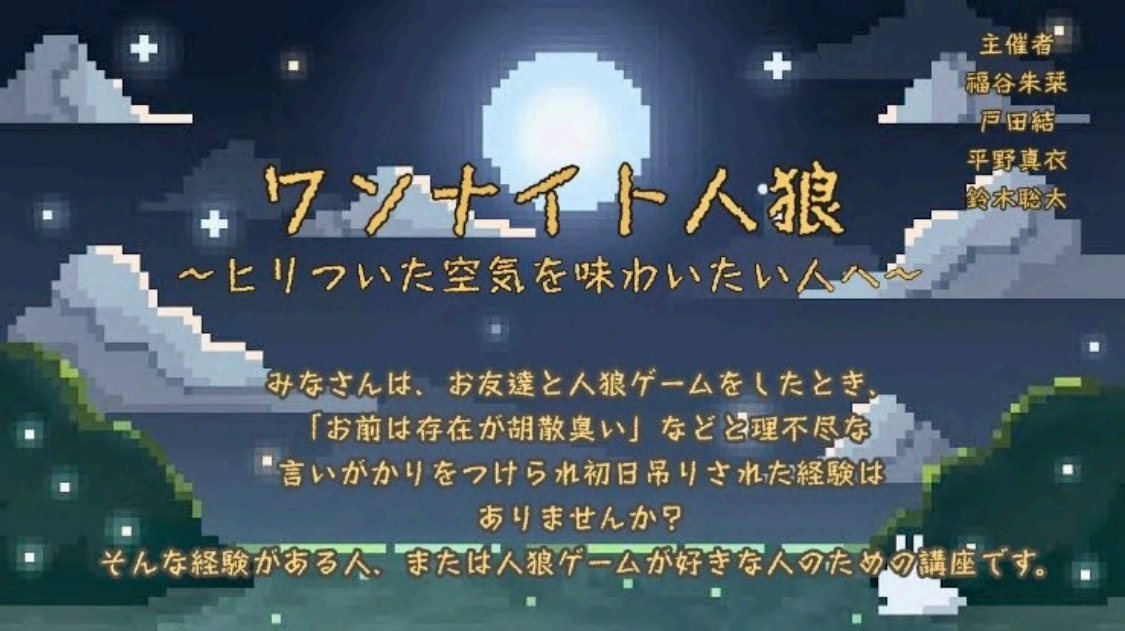 主催者
福谷朱栞
戸田結
平野真衣
鈴木聡太
ワンナイト人狼
～ヒリついた空気を味わいたい人へ～
みなさんは、お友達と人狼ゲームをしたとき、
「お前は存在が胡散臭い」などと理不尽な
言いがかりをつけられ初日吊りされた経験は
ありませんか？
そんな経験がある人、または人狼ゲームが好きな人のための講座です。